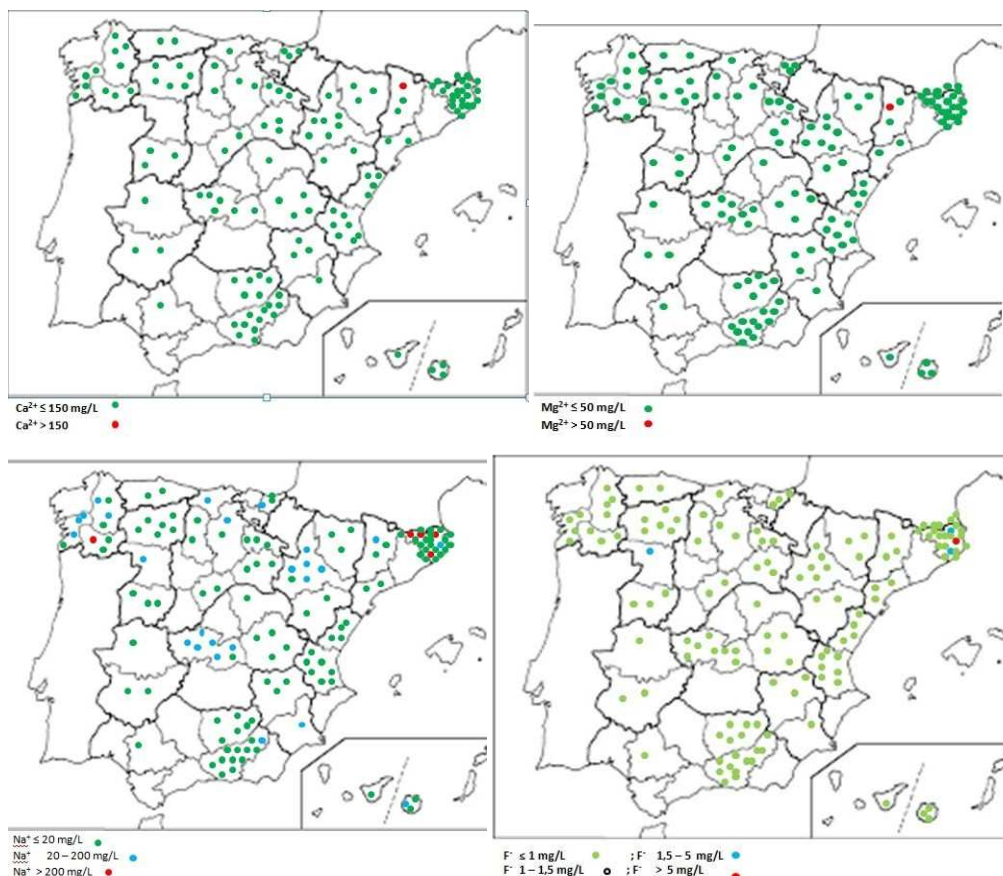 Ca²⁺ ≤ 150 mg/L
Ca²⁺ > 150
Mg²⁺ ≤ 50 mg/L
Mg²⁺ > 50 mg/L
Na⁺ ≤ 20 mg/L
Na⁺ 20 – 200 mg/L
Na⁺ > 200 mg/L
F⁻ ≤ 1 mg/L ; F⁻ 1,5 – 5 mg/L
F⁻ 1 – 1,5 mg/L ; F⁻ > 5 mg/L